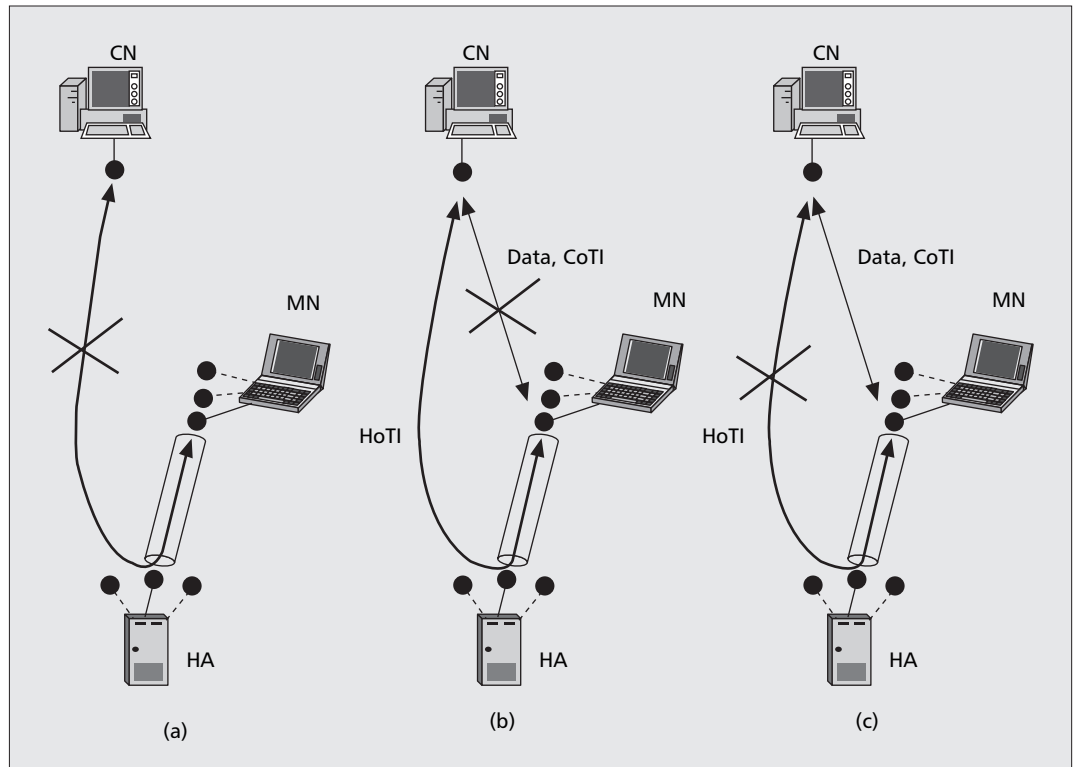 CN
CN
CN
Data, CoTI
Data, CoTI
MN
MN
MN
HoTI
HoTI
HA
HA
HA
(a)
(b)
(c)